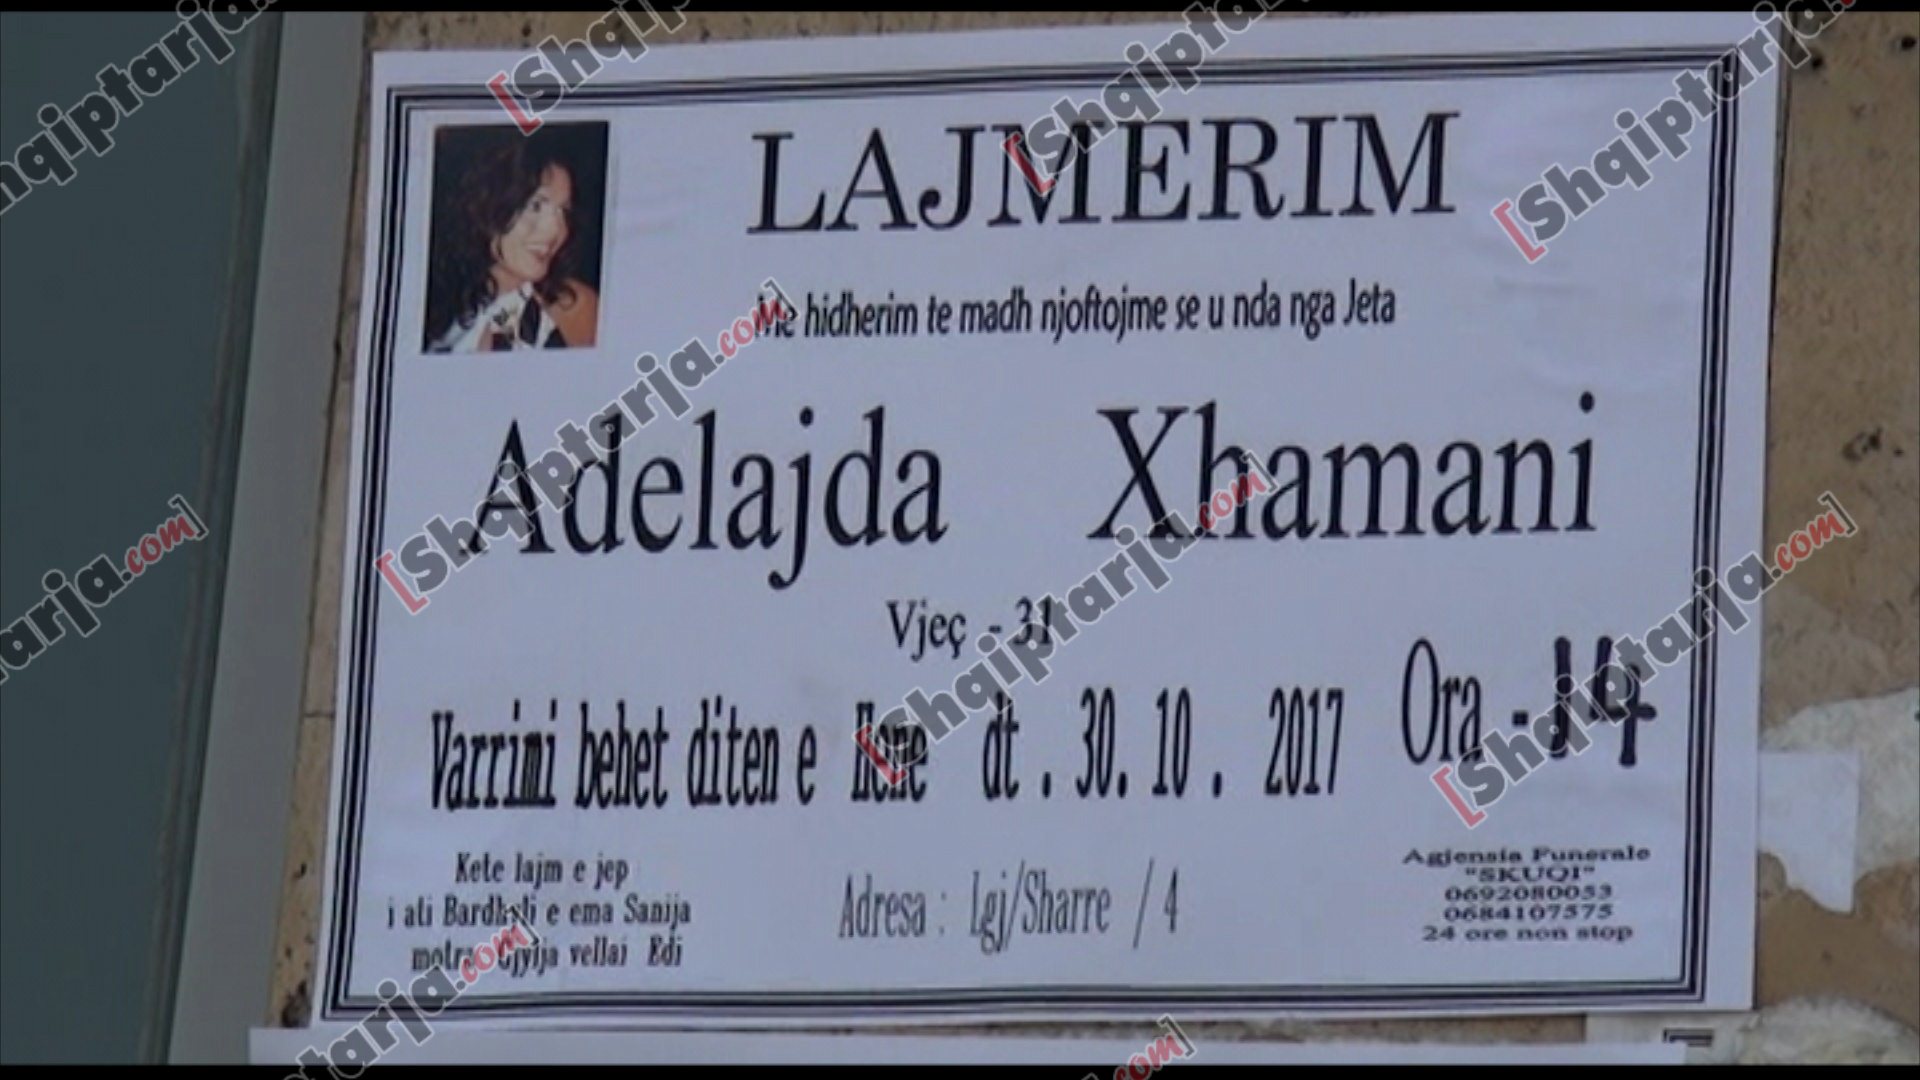 LAJMERIM
Me hidherim te madh njoftojme se u nda nga Jeta
Adelajda Xhamani
Vjeç - 31
Varrimi behet diten e Hene dt . 30. 10 . 2017 Ora - 14
Kete lajm e jep
i ati Bardhyli e ema Sanija
motra Gjylja vellai Edi
Adresa : Lgj/Sharre / 4
Agjensia Funerale
"SKUQI"
0692080053
0684107575
24 ore non stop
[Shqiptarja.com]